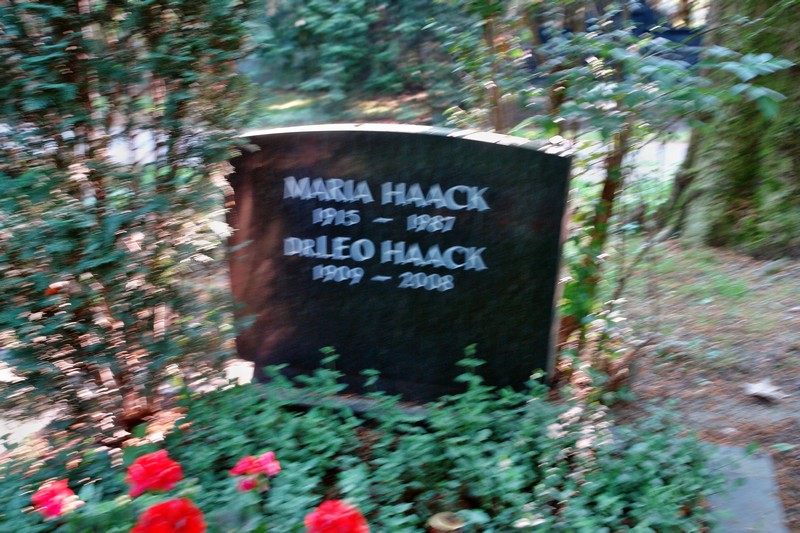 MARIA HAACK
1915 – 1987
DR. LEO HAACK
1909 – 2008